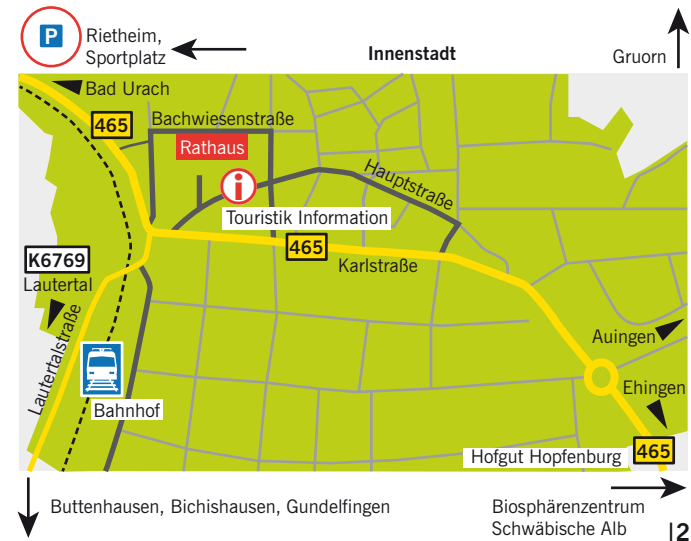 P
Rietheim,
Sportplatz
Innenstadt
Gruorn
Bad Urach
465
Bachwiesenstraße
Rathaus
i
Hauptstraße
Touristik Information
465
Karlstraße
K6769
Lautertal
Lautertalstraße
Auingen
Ehingen
Bahnhof
Hofgut Hopfenburg
465
Buttenhausen, Bichishausen, Gundelfingen
Biosphärenzentrum
Schwäbische Alb
|2